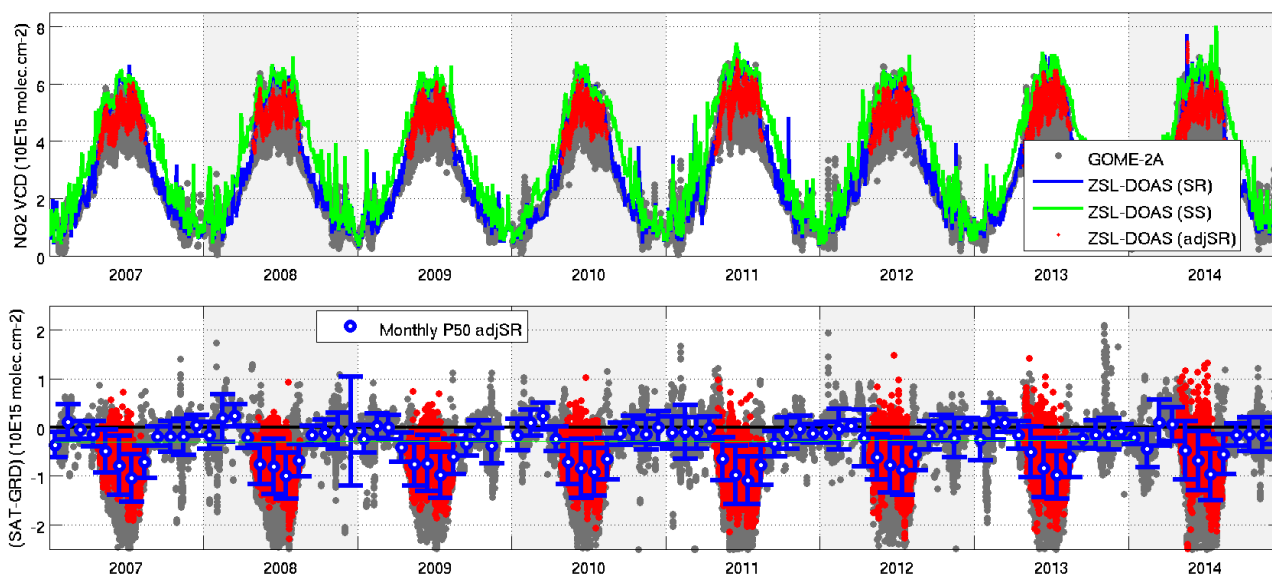 NO2 VCD (10E15 molec.cm-2)
8
6
4
2
0
GOME-2A
ZSL-DOAS (SR)
ZSL-DOAS (SS)
ZSL-DOAS (adjSR)
2007 2008 2009 2010 2011 2012 2013 2014
(SAT-GRD) (10E15 molec.cm-2)
2
1
0
-1
-2
Monthly P50 adjSR
2007 2008 2009 2010 2011 2012 2013 2014